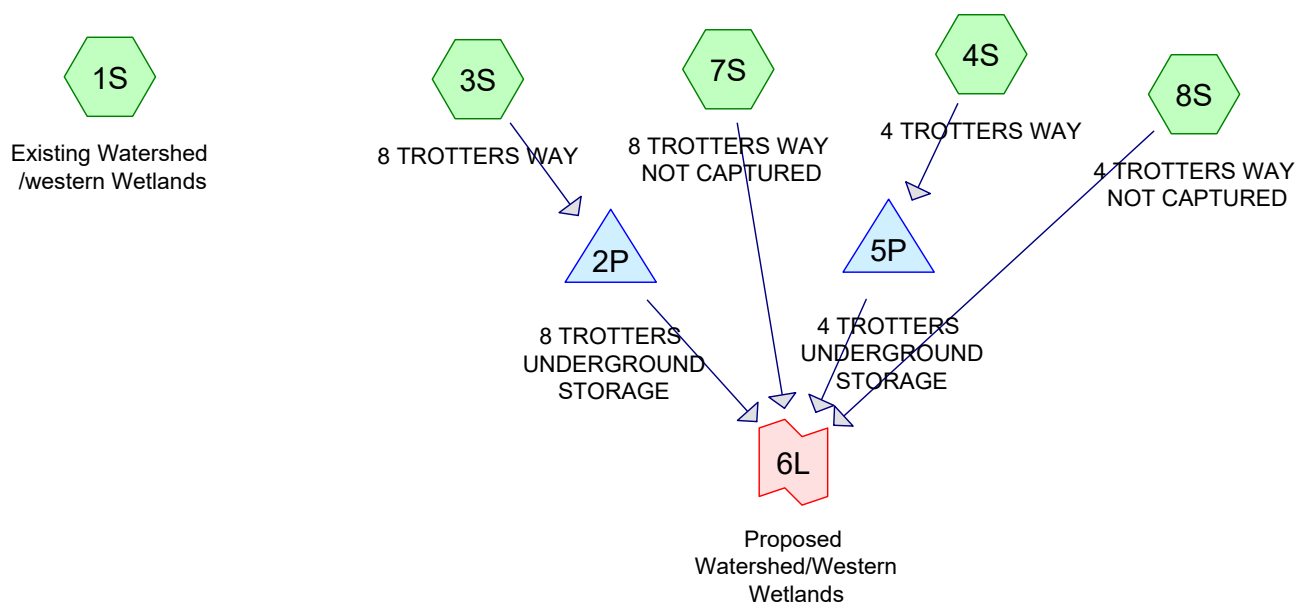 1S
Existing Watershed
/western Wetlands
3S
8 TROTTERS WAY
7S
8 TROTTERS WAY
NOT CAPTURED
4S
4 TROTTERS WAY
8S
4 TROTTERS WAY
NOT CAPTURED
2P
8 TROTTERS
UNDERGROUND
STORAGE
5P
4 TROTTERS
UNDERGROUND
STORAGE
6L
Proposed
Watershed/Western
Wetlands